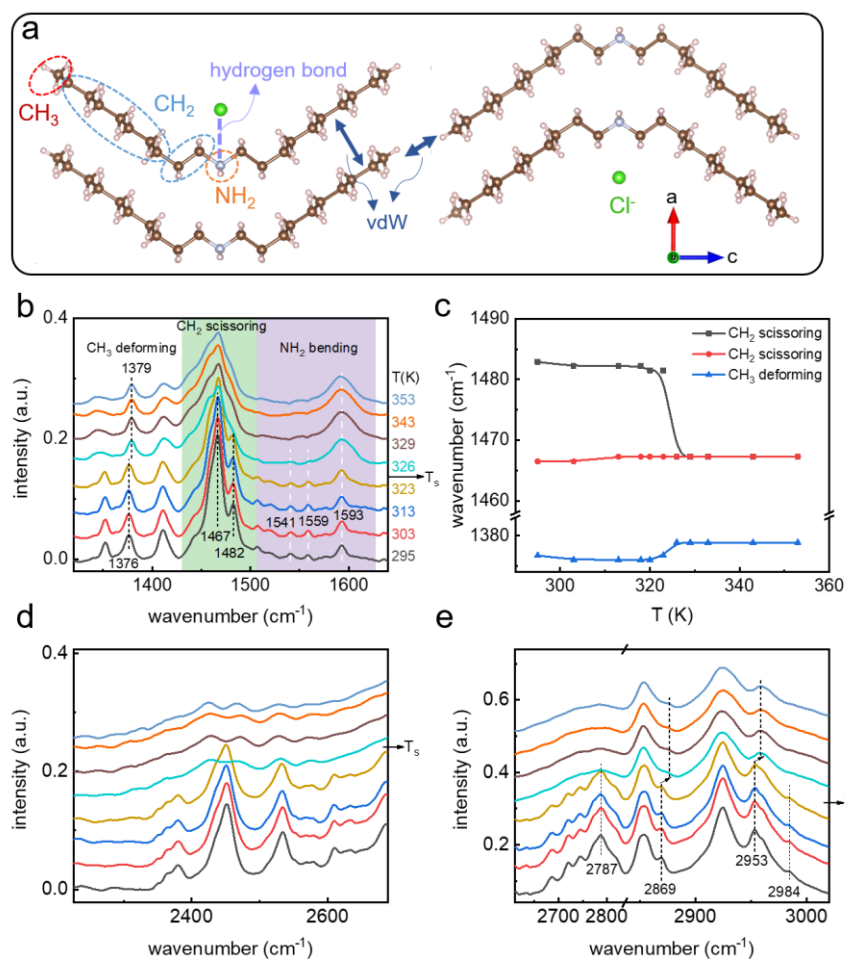 a
hydrogen bond
CH3
CH2
NH2
vdW
Cl-
a
c
b
CH2 scissoring
CH3 deforming
NH2 bending
1379
T(K)
353
343
329
326
323
Ts
313
303
295
1376
1467
1482
1541
1559
1593
0.4
0.2
0.0
1400
1500
1600
intensity (a.u.)
wavenumber (cm-1)
c
1490
1480
1470
1460
1380
CH2 scissoring
CH2 scissoring
CH3 deforming
300
320
340
360
wavenumber (cm-1)
T (K)
d
0.4
0.2
0.0
Ts
2400
2500
2600
intensity (a.u.)
wavenumber (cm-1)
e
0.6
0.4
0.2
2787
2869
2953
2984
2700
2800
2900
3000
intensity (a.u.)
wavenumber (cm-1)